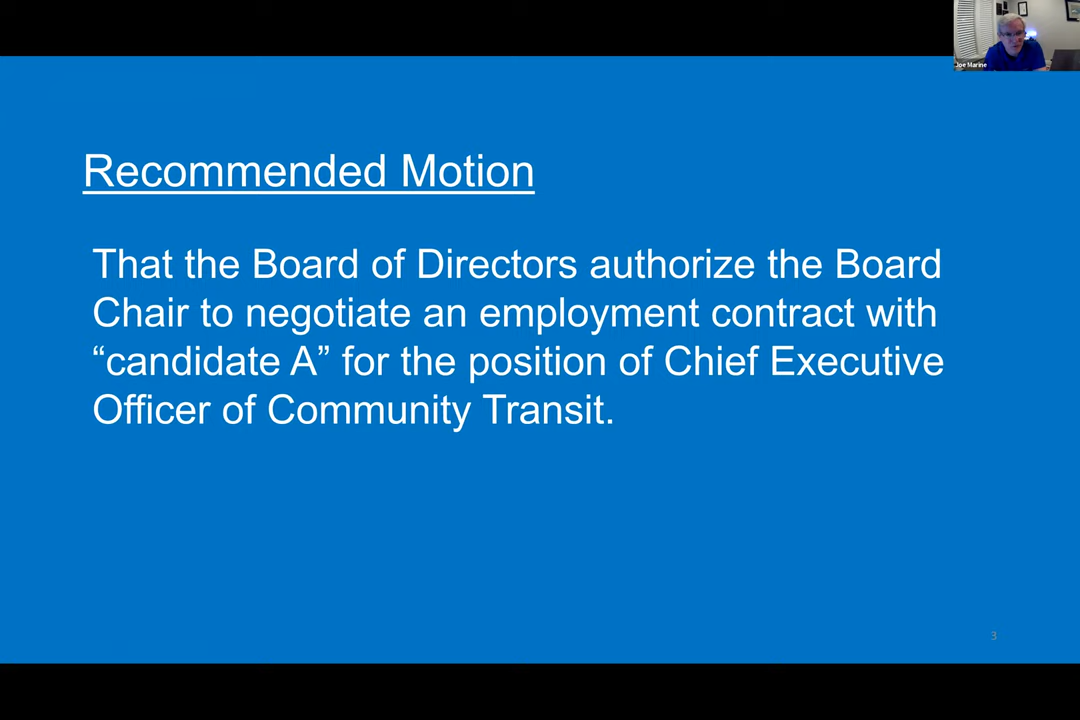 Joe Marine
Recommended Motion
That the Board of Directors authorize the Board
Chair to negotiate an employment contract with
“candidate A” for the position of Chief Executive
Officer of Community Transit.
3